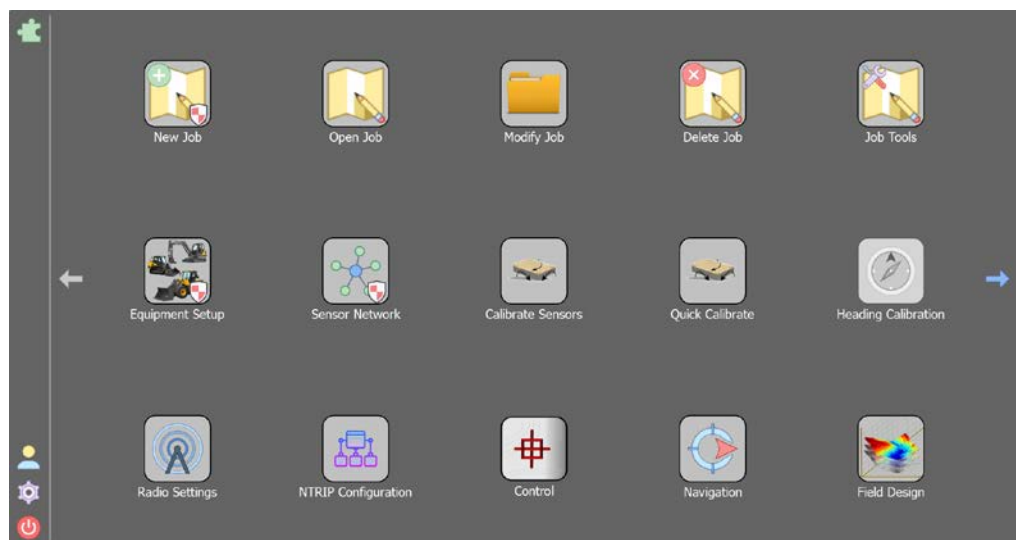 New Job
Open Job
Modify Job
Delete Job
Job Tools
Equipment Setup
Sensor Network
Calibrate Sensors
Quick Calibrate
Heading Calibration
Radio Settings
NTRIP Configuration
Control
Navigation
Field Design